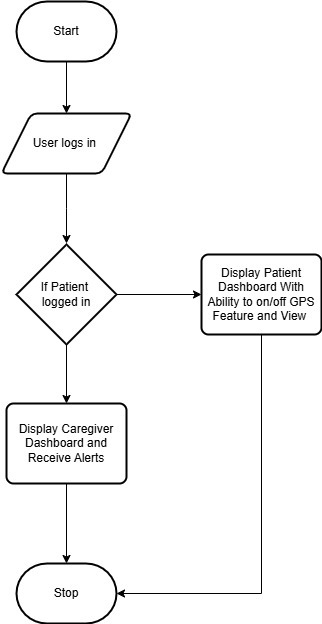 Start
User logs in
If Patient
logged in
Display Patient
Dashboard With
Ability to on/off GPS
Feature and View
Display Caregiver
Dashboard and
Receive Alerts
Stop